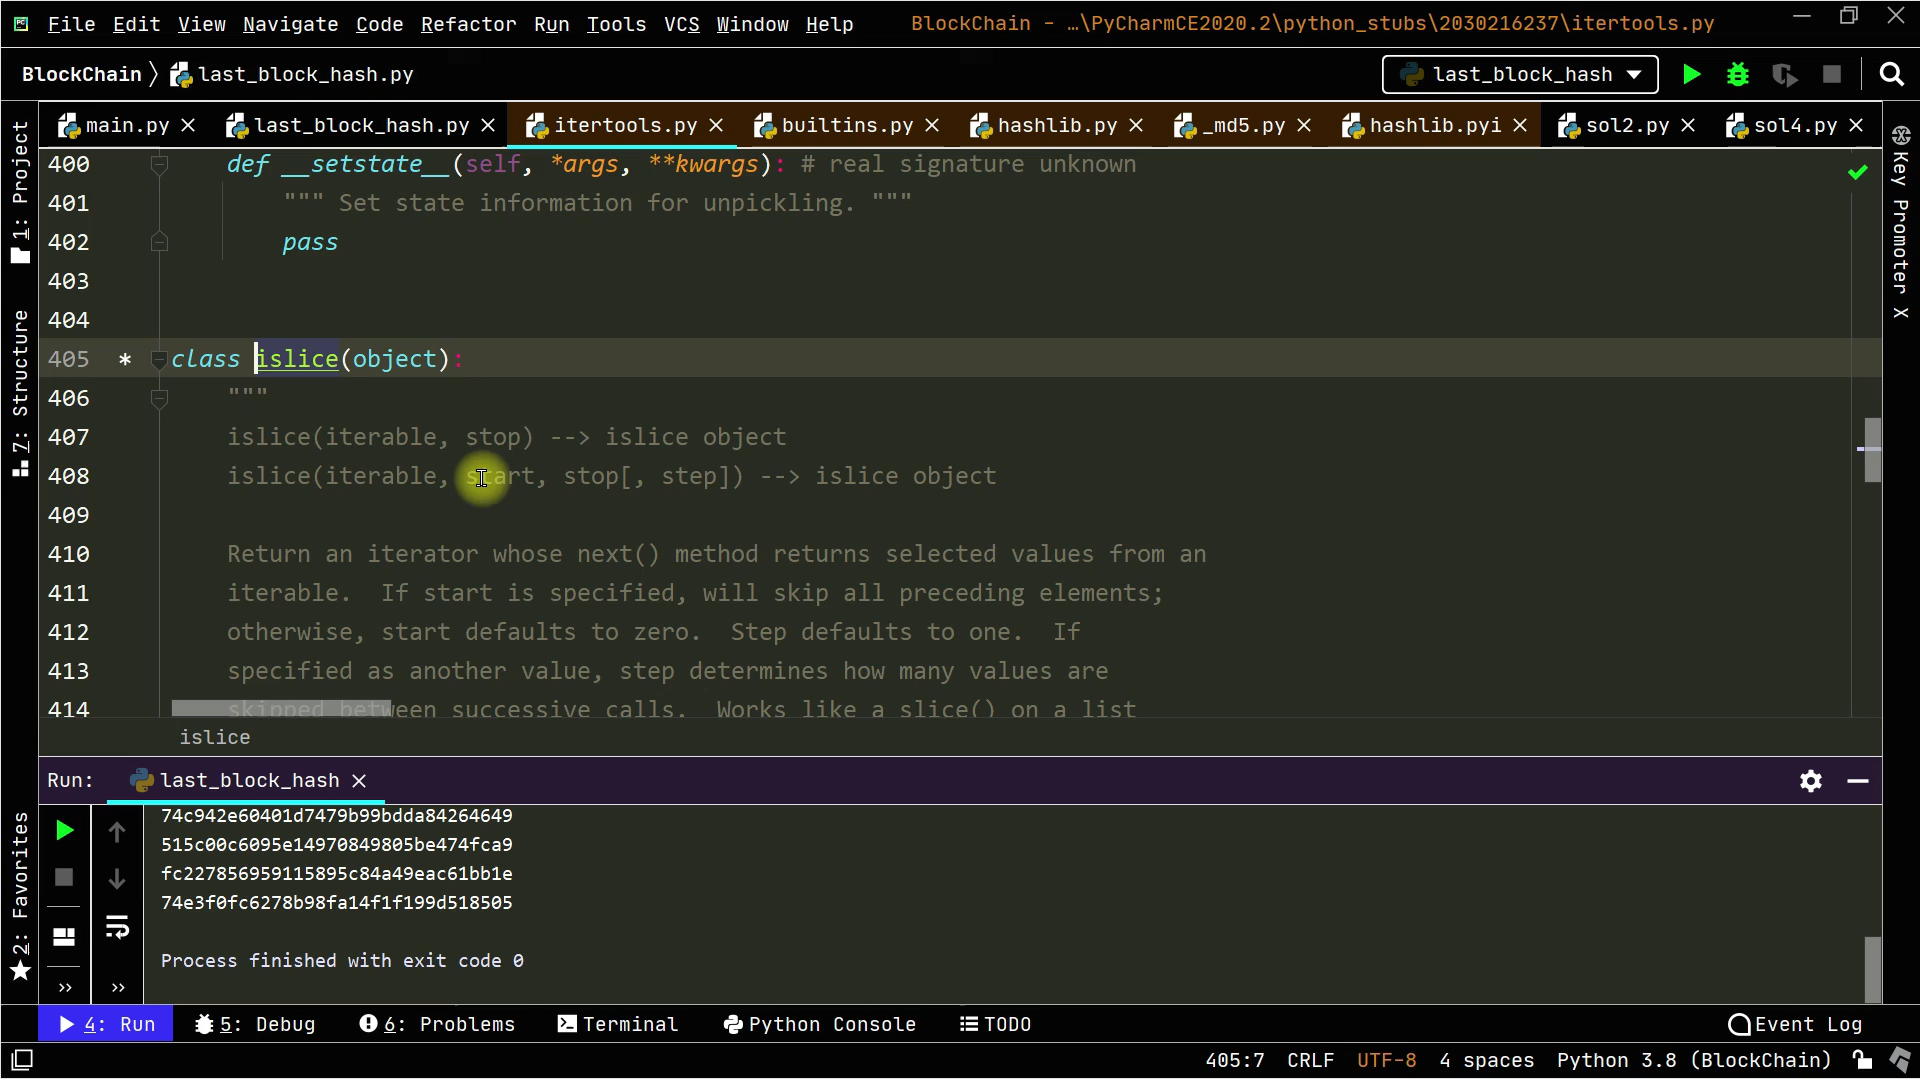 File Edit View Navigate Code Refactor Run Tools VCS Window Help BlockChain - …\PyCharmCE2020.2\python_stubs\2030216237\itertools.py
BlockChain last_block_hash.py last_block_hash
main.py last_block_hash.py itertools.py builtins.py hashlib.py _md5.py hashlib.pyi sol2.py sol4.py
1: Project
7: Structure
2: Favorites
Key Promoter X
400 def __setstate__(self, *args, **kwargs): # real signature unknown
401 """ Set state information for unpickling. """
402 pass
403
404
405 * class islice(object):
406 """
407 islice(iterable, stop) --> islice object
408 islice(iterable, start, stop[, step]) --> islice object
409
410 Return an iterator whose next() method returns selected values from an
411 iterable.  If start is specified, will skip all preceding elements;
412 otherwise, start defaults to zero.  Step defaults to one.  If
413 specified as another value, step determines how many values are
414 skipped between successive calls.  Works like a slice() on a list
islice
Run: last_block_hash
74c942e60401d7479b99bdda84264649
515c00c6095e14970849805be474fca9
fc227856959115895c84a49eac61bb1e
74e3f0fc6278b98fa14f1f199d518505
Process finished with exit code 0
4: Run 5: Debug 6: Problems Terminal Python Console TODO Event Log
405:7 CRLF UTF-8 4 spaces Python 3.8 (BlockChain)